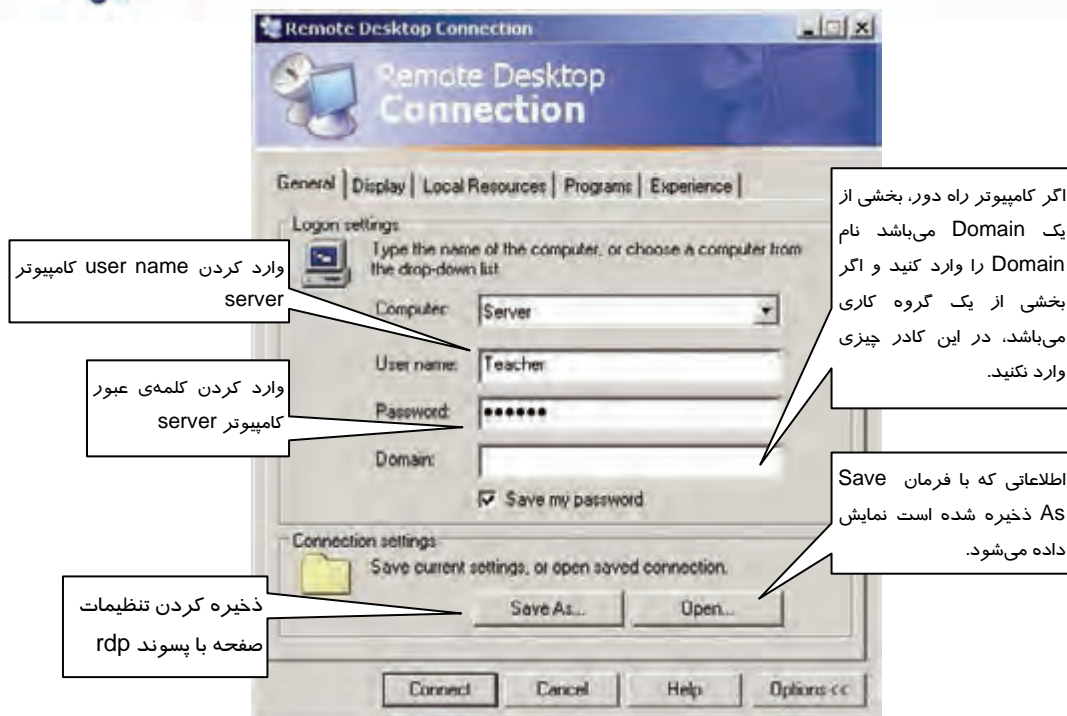 Remote Desktop Connection
Remote Desktop
Connection
General
Display
Local Resources
Programs
Experience
Logon settings
Type the name of the computer, or choose a computer from
the drop-down list.
Computer:
Server
User name:
Teacher
Password:
••••••
Domain:
Save my password
Connection settings
Save current settings, or open saved connection.
Save As...
Open...
Connect
Cancel
Help
Options <<
وارد کردن user name کامپیوتر
server
وارد کردن کلمه‌ی عبور
کامپیوتر server
ذخیره کردن تنظیمات
صفحه با پسوند rdp
اگر کامپیوتر راه دور، بخشی از
یک Domain می‌باشد نام
Domain را وارد کنید و اگر
بخشی از یک گروه کاری
می‌باشد، در این کادر چیزی
وارد نکنید.
اطلاعاتی که با فرمان Save
As ذخیره شده است نمایش
داده می‌شود.